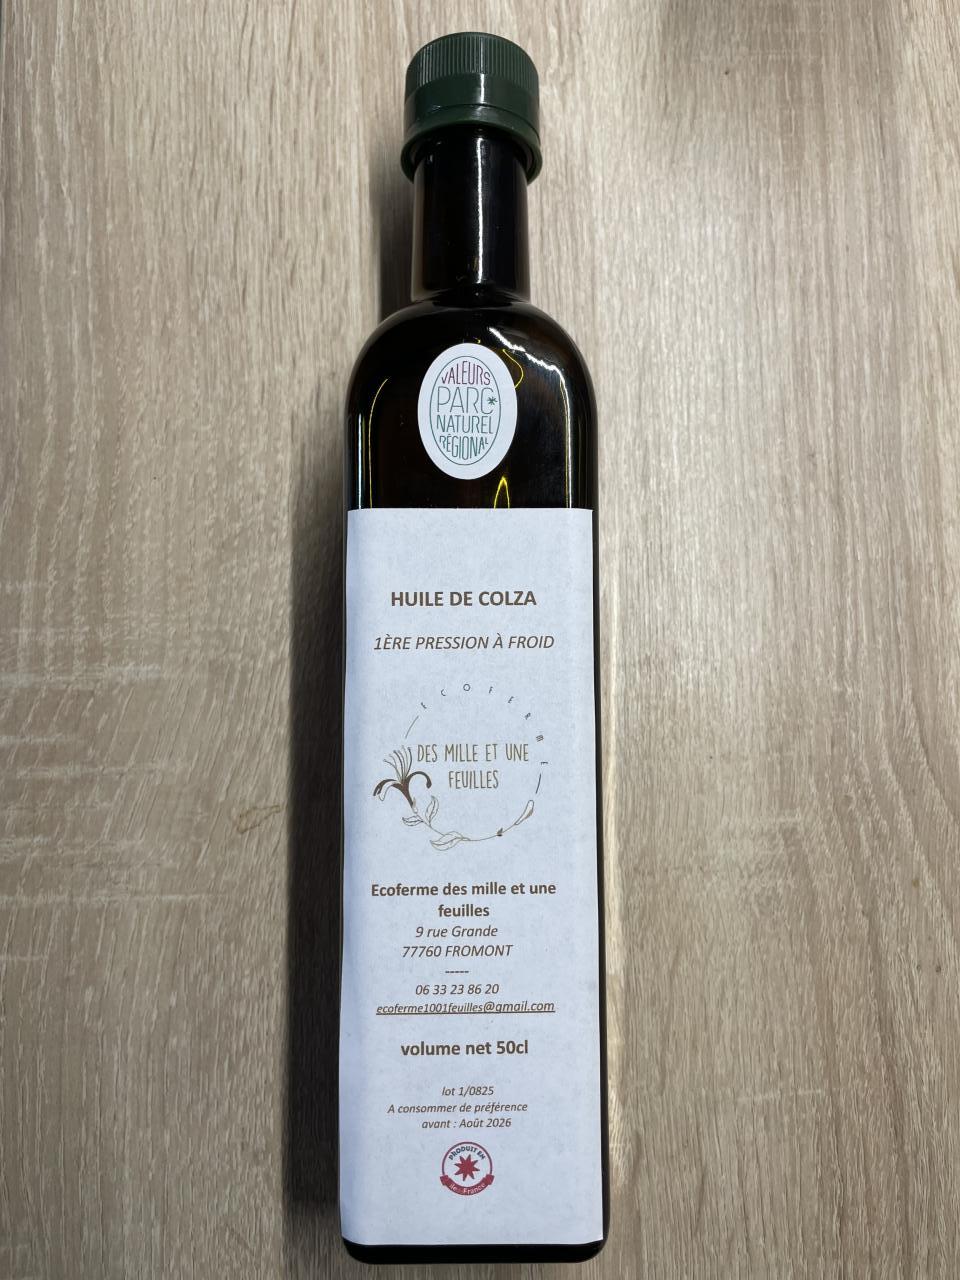 VALEURS
PARC
NATUREL
RÉGIONAL
HUILE DE COLZA
1ÈRE PRESSION À FROID
ECOFERME
DES MILLE ET UNE
FEUILLES
Ecoferme des mille et une
feuilles
9 rue Grande
77760 FROMONT
-----
06 33 23 86 20
ecoferme1001feuilles@gmail.com
volume net 50cl
lot 1/0825
A consommer de préférence
avant : Août 2026
PRODUIT EN
île de France